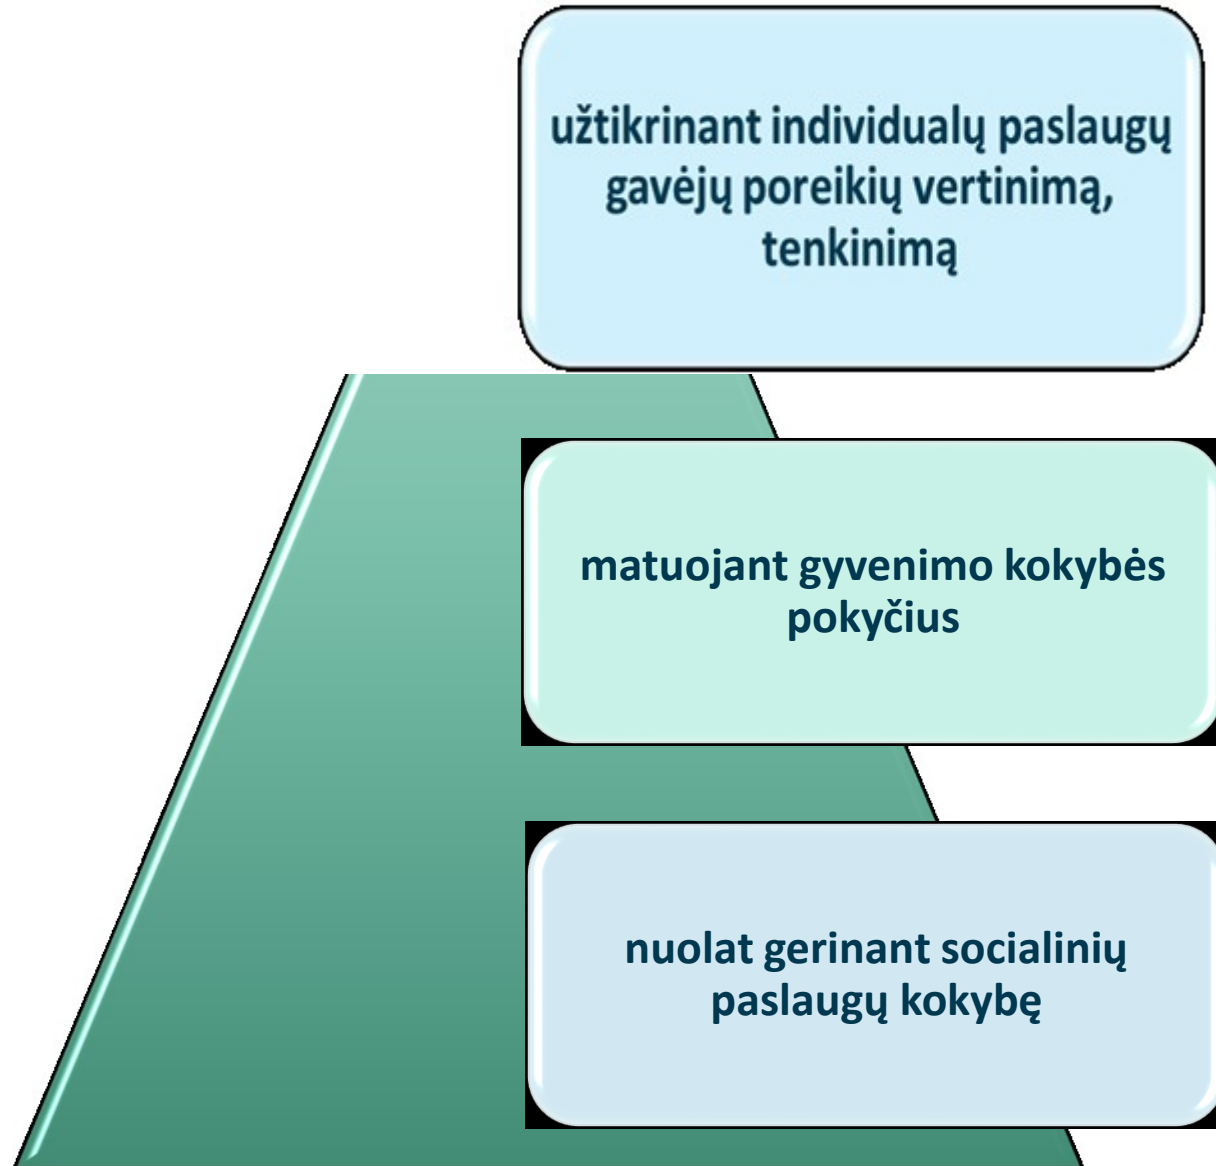 užtikrinant individualų paslaugų
gavėjų poreikių vertinimą,
tenkinimą
matuojant gyvenimo kokybės
pokyčius
nuolat gerinant socialinių
paslaugų kokybę